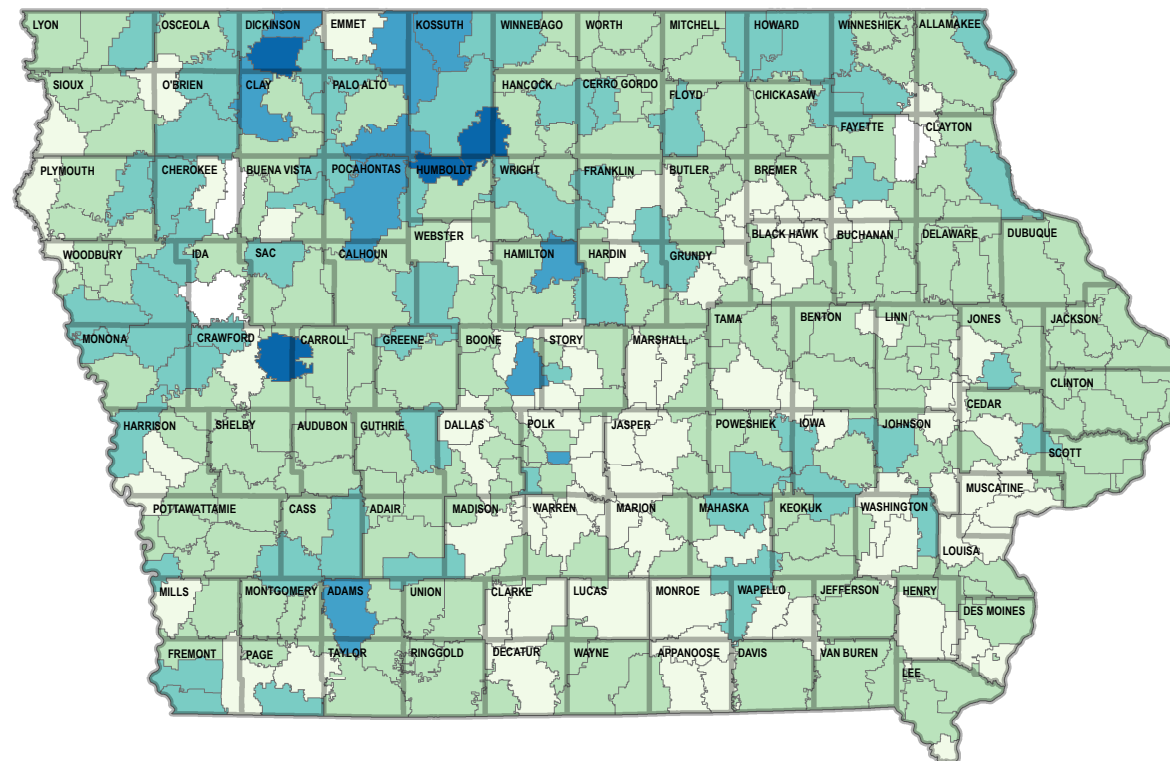 LYON OSCEOLA DICKINSON EMMET KOSSUTH WINNEBAGO WORTH MITCHELL HOWARD WINNESHIEK ALLAMAKEE
SIOUX O'BRIEN CLAY PALO ALTO HANCOCK CERRO GORDO FLOYD CHICKASAW
FAYETTE CLAYTON
PLYMOUTH CHEROKEE BUENA VISTA POCAHONTAS HUMBOLDT WRIGHT FRANKLIN BUTLER BREMER
WEBSTER BLACK HAWK BUCHANAN DELAWARE DUBUQUE
WOODBURY IDA SAC CALHOUN HAMILTON HARDIN GRUNDY
TAMA BENTON LINN JONES JACKSON
MONONA CRAWFORD CARROLL GREENE BOONE STORY MARSHALL
CLINTON
CEDAR
HARRISON SHELBY AUDUBON GUTHRIE DALLAS POLK JASPER POWESHIEK IOWA JOHNSON
SCOTT
MUSCATINE
POTTAWATTAMIE CASS ADAIR MADISON WARREN MARION MAHASKA KEOKUK WASHINGTON
LOUISA
MILLS MONTGOMERY ADAMS UNION CLARKE LUCAS MONROE WAPELLO JEFFERSON HENRY
DES MOINES
FREMONT PAGE TAYLOR RINGGOLD DECATUR WAYNE APPANOOSE DAVIS VAN BUREN
LEE